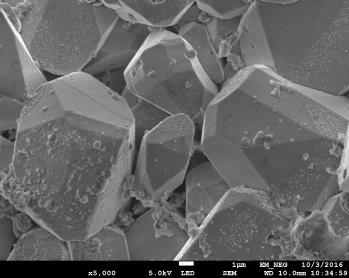 1μm EM_NEG 10/3/2016
x5,000 5.0kV LED SEM WD 10.0mm 10:34:59